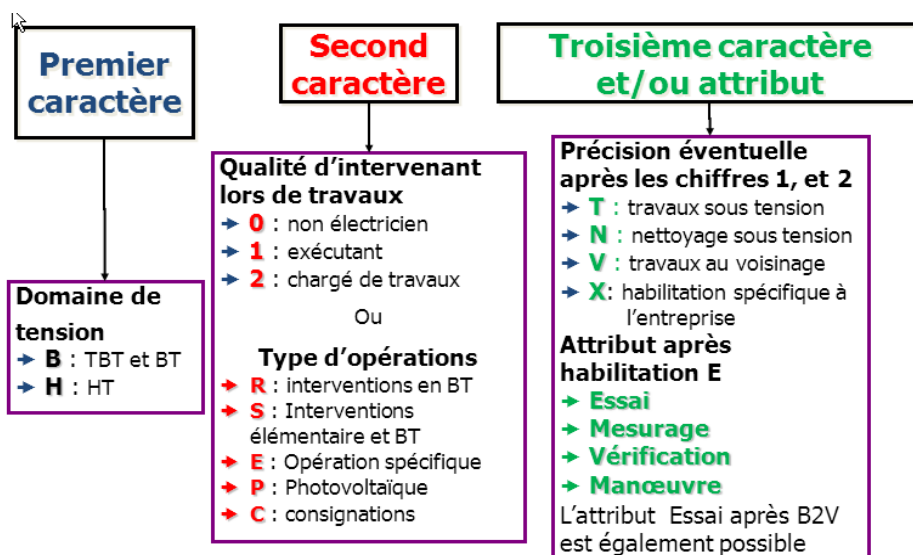 Premier
caractère
Second
caractère
Troisième caractère
et/ou attribut
Domaine de
tension
B : TBT et BT
H : HT
Qualité d’intervenant
lors de travaux
0 : non électricien
1 : exécutant
2 : chargé de travaux
Ou
Type d’opérations
R : interventions en BT
S : Interventions
élémentaire et BT
E : Opération spécifique
P : Photovoltaïque
C : consignations
Précision éventuelle
après les chiffres 1, et 2
T : travaux sous tension
N : nettoyage sous tension
V : travaux au voisinage
X: habilitation spécifique à
l’entreprise
Attribut après
habilitation E
Essai
Mesurage
Vérification
Manœuvre
L’attribut Essai après B2V
est également possible